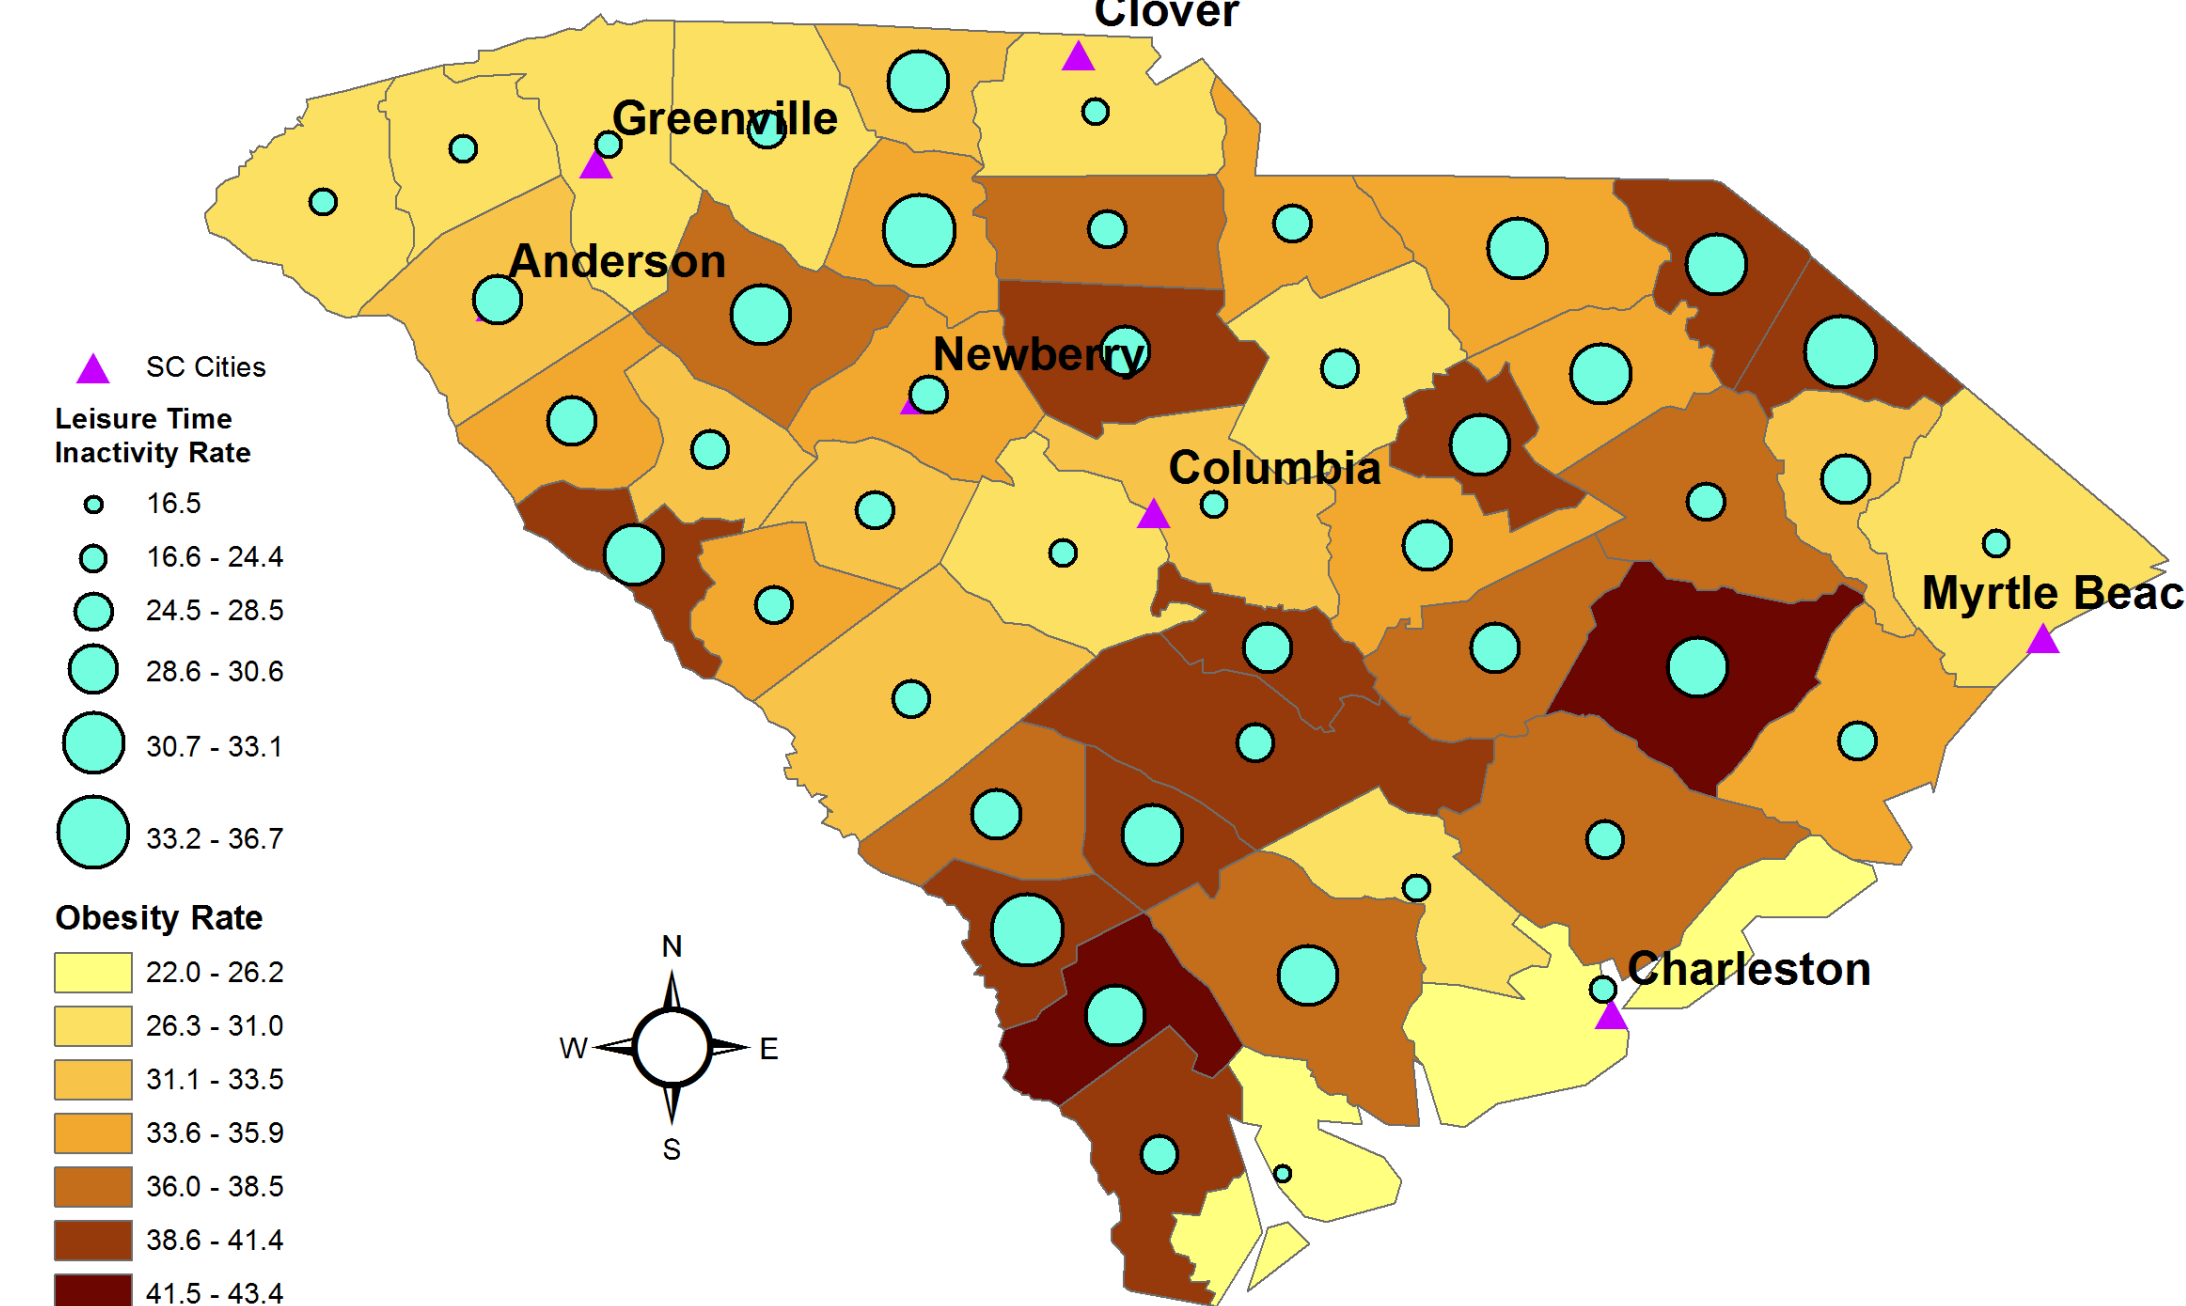 Clover
Greenville
Anderson
Newberry
Columbia
Myrtle Beac
Charleston
SC Cities
Leisure Time
Inactivity Rate
16.5
16.6 - 24.4
24.5 - 28.5
28.6 - 30.6
30.7 - 33.1
33.2 - 36.7
Obesity Rate
22.0 - 26.2
26.3 - 31.0
31.1 - 33.5
33.6 - 35.9
36.0 - 38.5
38.6 - 41.4
41.5 - 43.4
N
W E
S